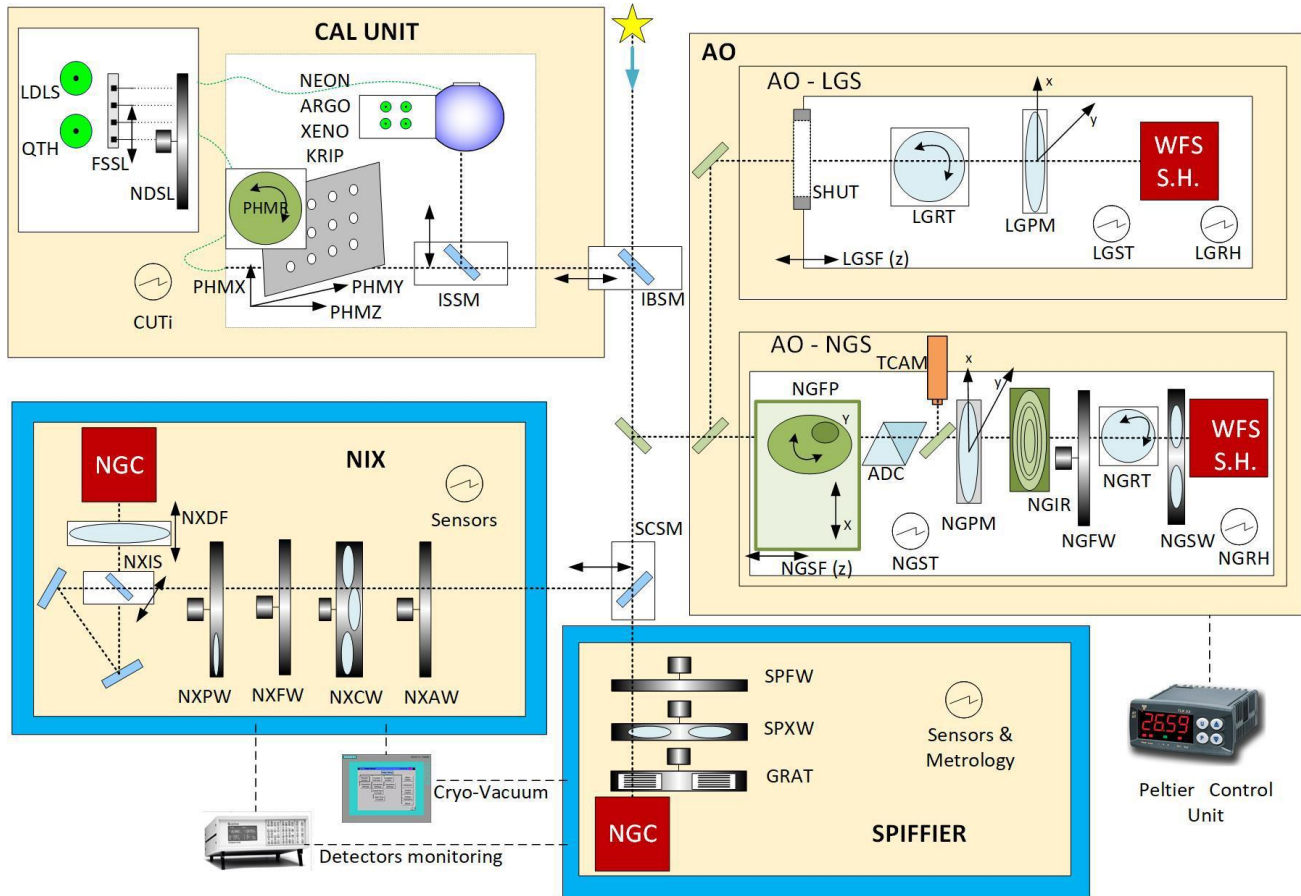 CAL UNIT
LDLS
QTH
FSSL
NDSL
NEON
ARGO
XENO
KRIP
PHMR
PHMX
PHMY
PHMZ
CUTi
ISSM
IBSM
AO
AO - LGS
x
y
WFS
S.H.
SHUT
LGRT
LGPM
LGST
LGRH
LGSF (z)
AO - NGS
TCAM
x
y
NGFP
Y
X
ADC
WFS
S.H.
NGPM
NGIR
NGRT
NGFW
NGSW
NGST
NGRH
NGSF (z)
NIX
NGC
NXDF
Sensors
NXIS
NXPW
NXFW
NXCW
NXAW
SCSM
SPFW
SPXW
GRAT
Sensors &
Metrology
NGC
SPIFFIER
Cryo-Vacuum
Detectors monitoring
26.59
Peltier Control
Unit